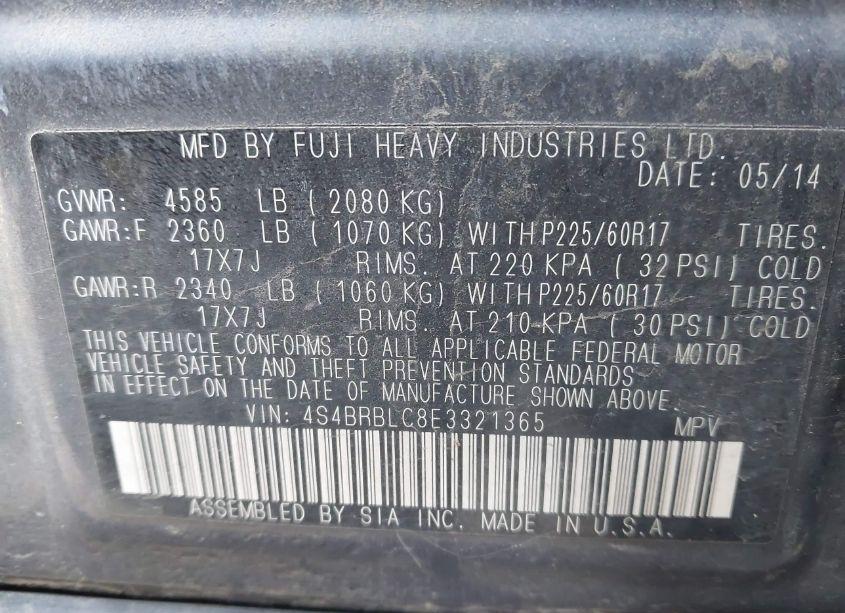 MFD BY FUJI HEAVY INDUSTRIES LTD.
DATE: 05/14
GVWR: 4585 LB ( 2080 KG)
GAWR:F 2360 LB ( 1070 KG) WITH P225/60R17 TIRES.
17X7J RIMS. AT 220 KPA ( 32 PSI) COLD
GAWR:R 2340 LB ( 1060 KG) WITH P225/60R17 TIRES.
17X7J RIMS. AT 210 KPA ( 30 PSI) COLD
THIS VEHICLE CONFORMS TO ALL APPLICABLE FEDERAL MOTOR
VEHICLE SAFETY AND THEFT PREVENTION STANDARDS
IN EFFECT ON THE DATE OF MANUFACTURE SHOWN ABOVE.
VIN: 4S4BRBLC8E3321365 MPV
ASSEMBLED BY SIA INC. MADE IN U.S.A.